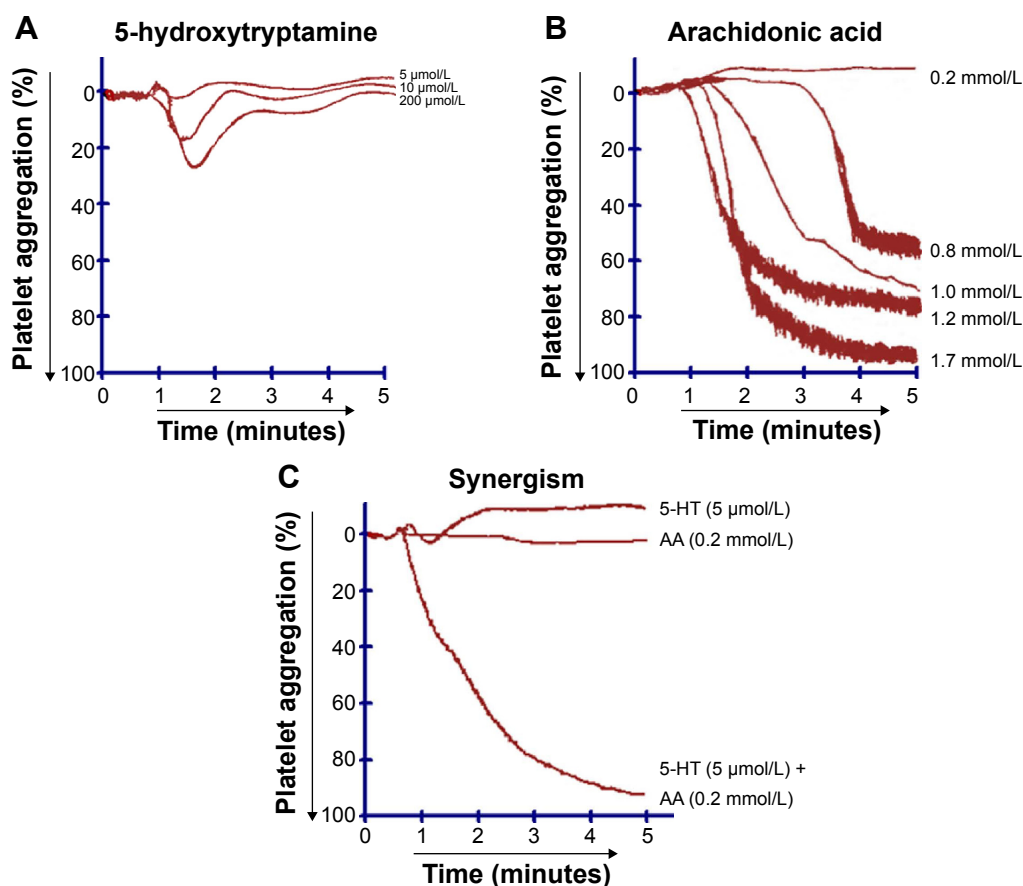 A
5-hydroxytryptamine
Platelet aggregation (%)
0
20
40
60
80
100
5 µmol/L
10 µmol/L
200 µmol/L
0 1 2 3 4 5
Time (minutes)
B
Arachidonic acid
Platelet aggregation (%)
0
20
40
60
80
100
0.2 mmol/L
0.8 mmol/L
1.0 mmol/L
1.2 mmol/L
1.7 mmol/L
0 1 2 3 4 5
Time (minutes)
C
Synergism
Platelet aggregation (%)
0
20
40
60
80
100
5-HT (5 µmol/L)
AA (0.2 mmol/L)
5-HT (5 µmol/L) +
AA (0.2 mmol/L)
0 1 2 3 4 5
Time (minutes)